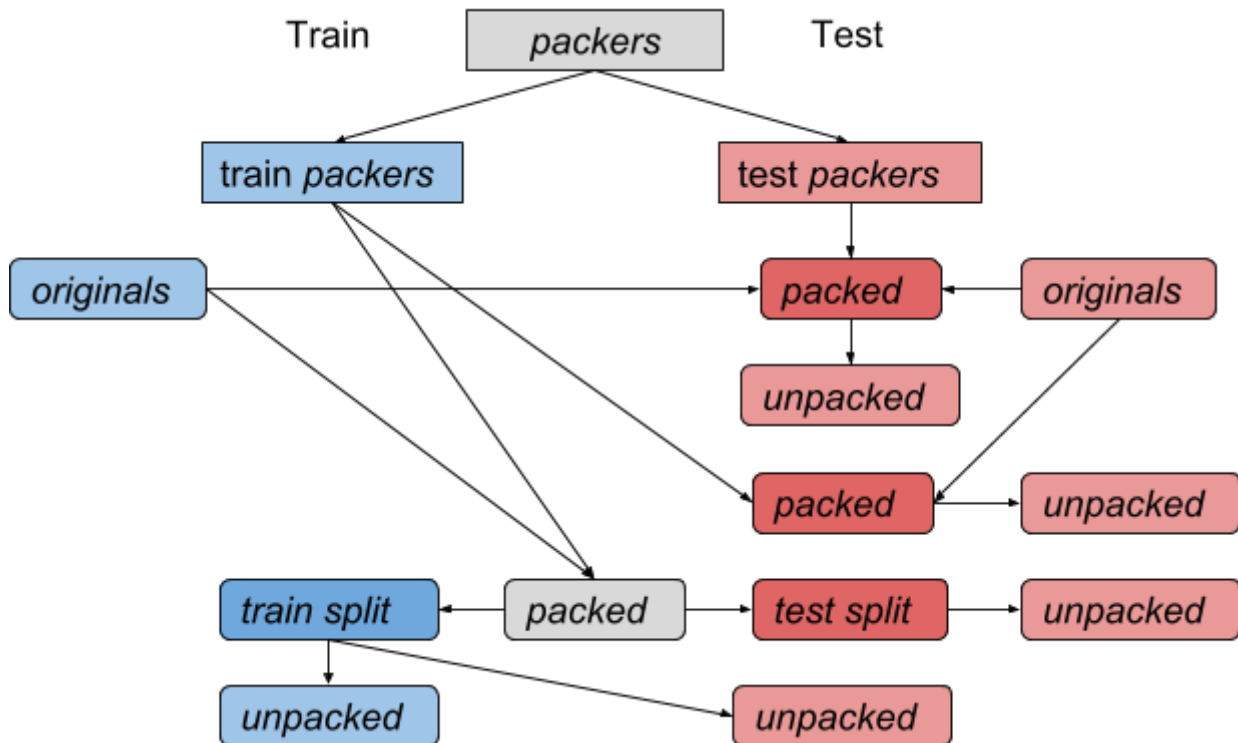 Train
packers
Test
train packers
test packers
originals
packed
originals
unpacked
packed
unpacked
train split
packed
test split
unpacked
unpacked
unpacked